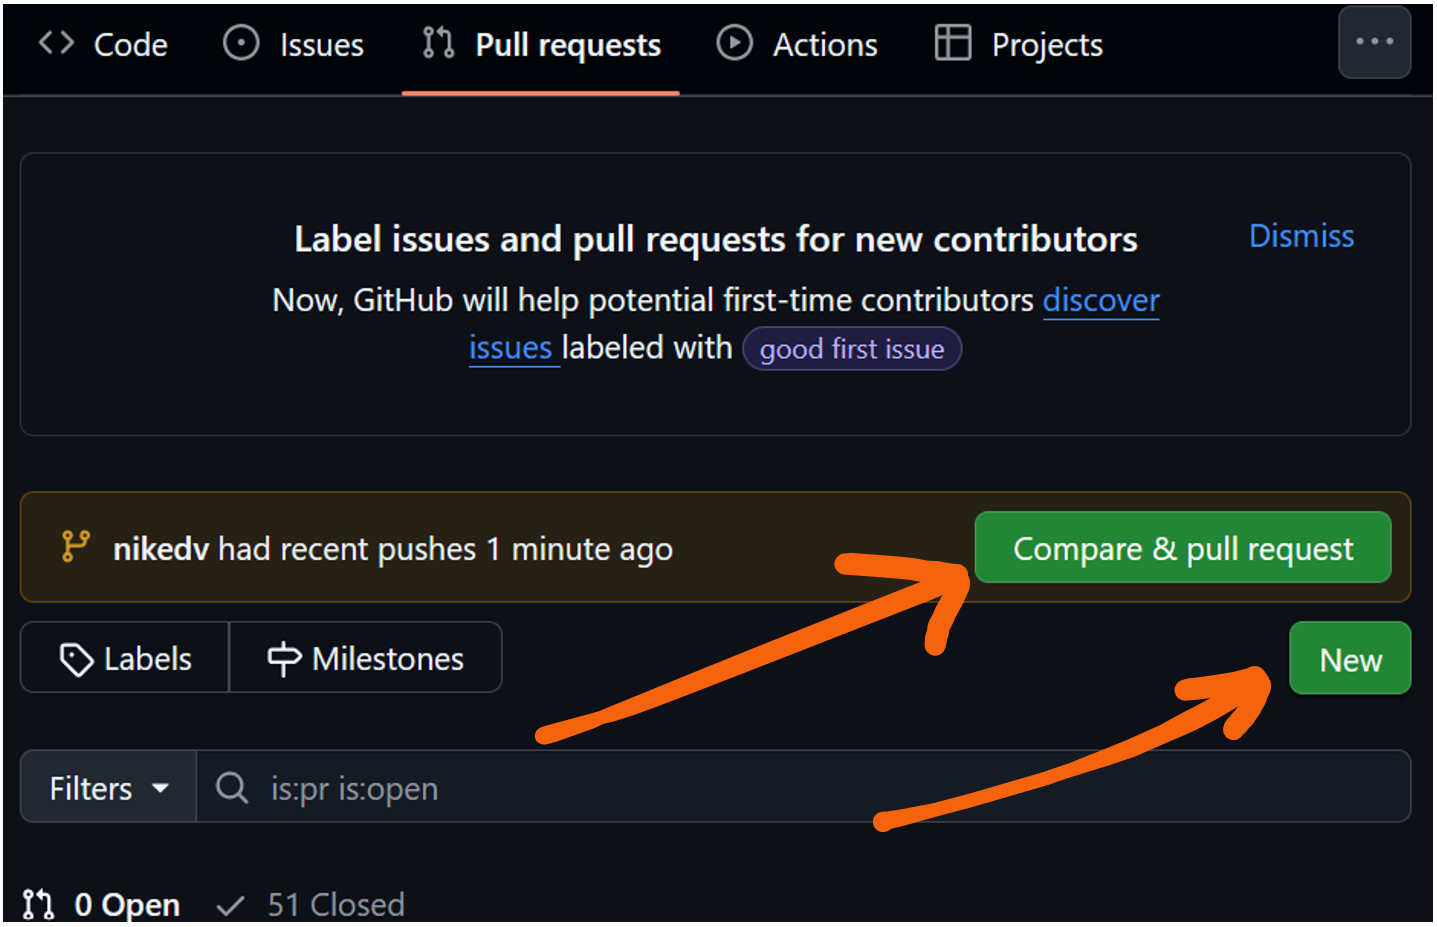 Code Issues Pull requests Actions Projects
Label issues and pull requests for new contributors
Dismiss
Now, GitHub will help potential first-time contributors discover
issues labeled with good first issue
nikedv had recent pushes 1 minute ago
Compare & pull request
Labels Milestones
New
Filters is:pr is:open
0 Open 51 Closed